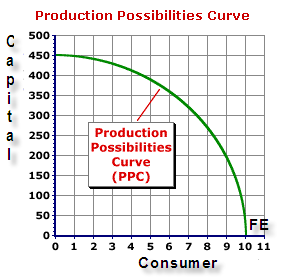 Production Possibilities Curve
Capital
500
450
400
350
300
250
200
150
100
50
0
Production
Possibilities
Curve
(PPC)
FE
0 1 2 3 4 5 6 7 8 9 10 11
Consumer